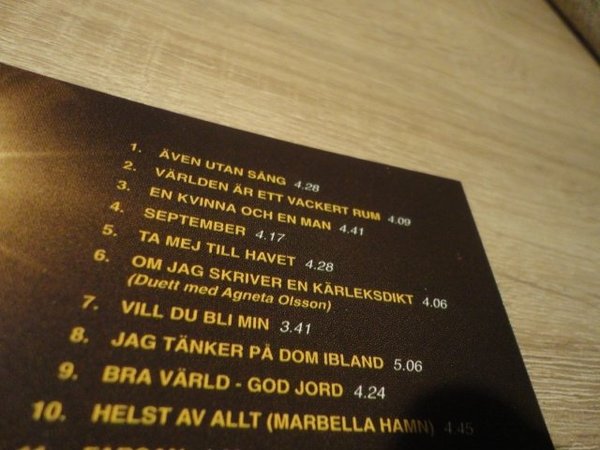 1. ÄVEN UTAN SÅNG 4.28
2. VÄRLDEN ÄR ETT VACKERT RUM 4.09
3. EN KVINNA OCH EN MAN 4.41
4. SEPTEMBER 4.17
5. TA MEJ TILL HAVET 4.28
6. OM JAG SKRIVER EN KÄRLEKSDIKT 4.06
(Duett med Agneta Olsson)
7. VILL DU BLI MIN 3.41
8. JAG TÄNKER PÅ DOM IBLAND 5.06
9. BRA VÄRLD - GOD JORD 4.24
10. HELST AV ALLT (MARBELLA HAMN) 4.45
11.